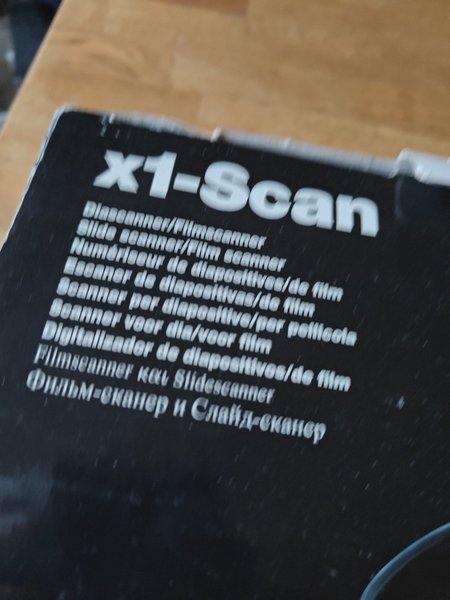 x1-Scan
Diascanner/Filmscanner
Slide scanner/Film scanner
Numériseur de diapositives/de film
Escaner de diapositivas/de film
Scanner per diapositive/per pellicola
Scanner voor dia/voor film
Digitalizador de diapositivos/de film
Filmscanner και Slidescanner
Фильм-сканер и Слайд-сканер